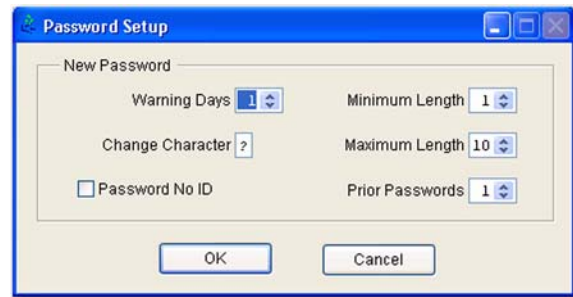 Password Setup
New Password
Warning Days 1 Minimum Length 1
Change Character ? Maximum Length 10
Password No ID Prior Passwords 1
OK Cancel